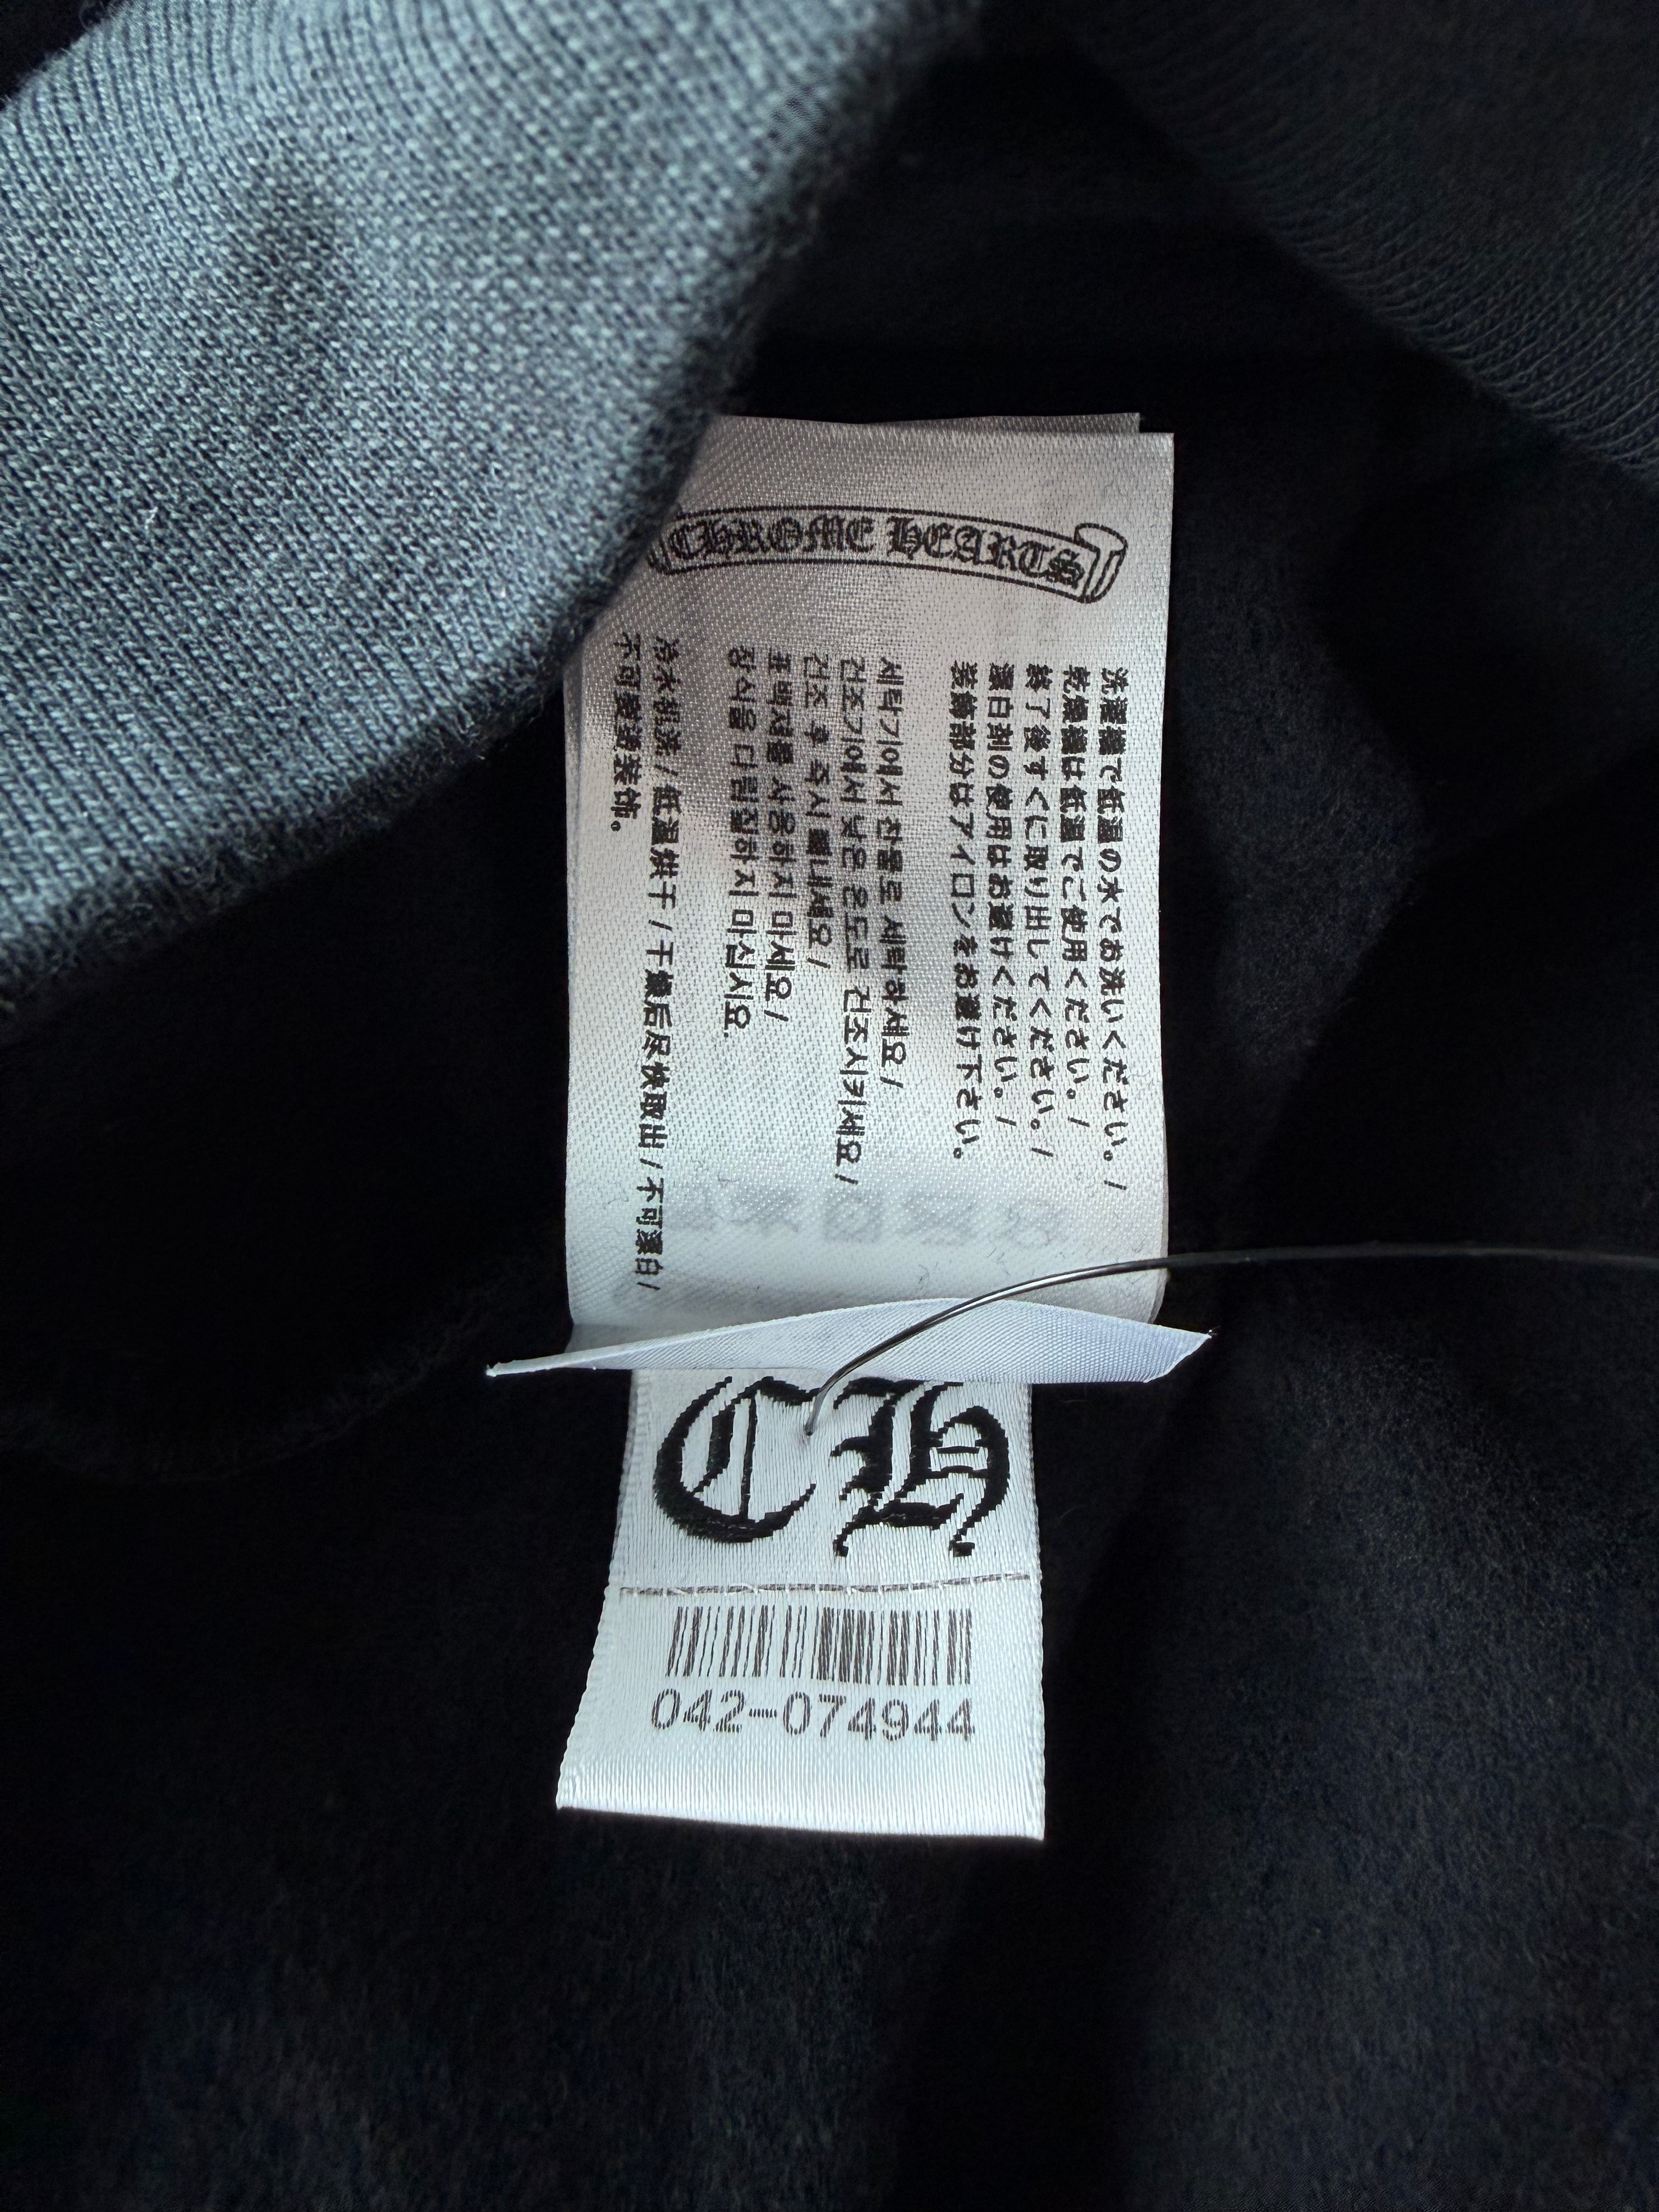 CHROME HEARTS
洗濯機で低温の水でお洗いください。/
乾燥機は低温でご使用ください。/
終了後すぐに取り出してください。/
漂白剤の使用はお避けください。/
装飾部分はアイロンをお避け下さい。
세탁기에서 찬물로 세탁하세요/
건조기에서 낮은 온도로 건조시키세요/
건조 후 즉시 빼내세요/
표백제를 사용하지 마세요/
장식을 다림질하지 마십시오.
冷水机洗/低温烘干/干燥后尽快取出/不可漂白/
不可熨烫装饰。
CH
042-074944